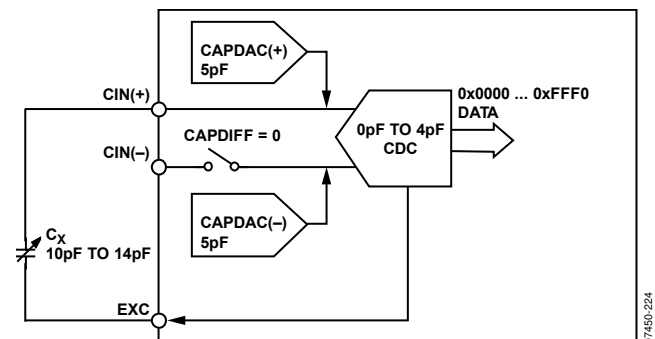 CAPDAC(+)
5pF
CIN(+)
0x0000 ... 0xFFF0
DATA
CAPDIFF = 0
0pF TO 4pF
CDC
CIN(–)
CAPDAC(–)
5pF
CX
10pF TO 14pF
EXC
07450-224